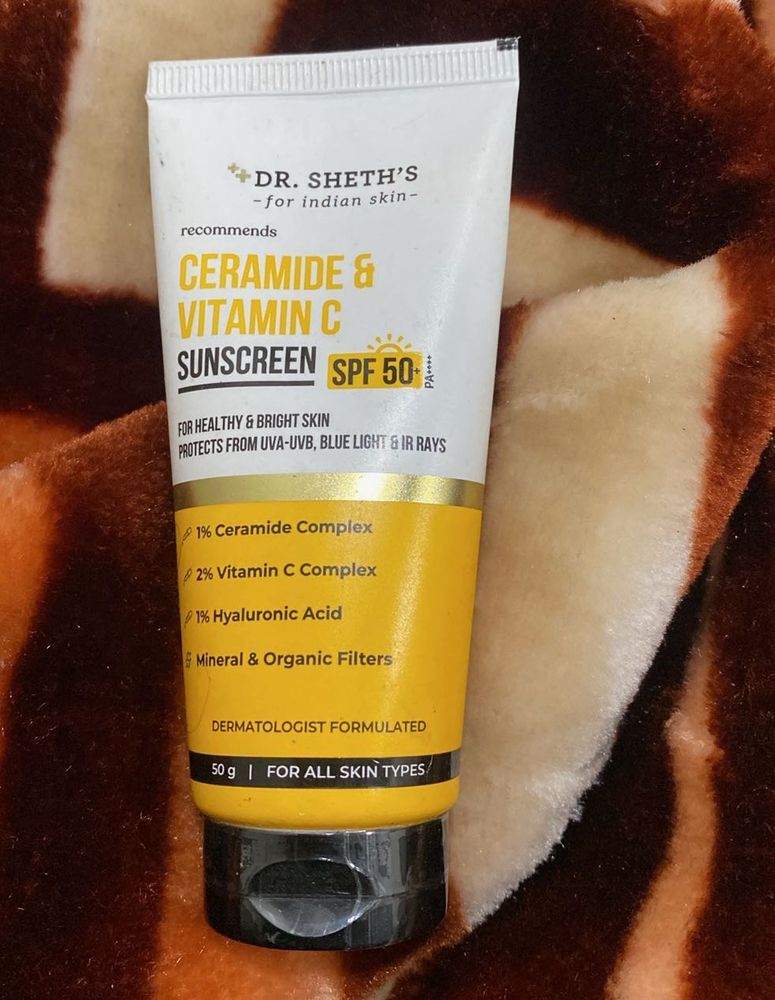 DR. SHETH'S
-for indian skin-
recommends
CERAMIDE &
VITAMIN C
SUNSCREEN SPF 50+ PA++++
FOR HEALTHY & BRIGHT SKIN
PROTECTS FROM UVA-UVB, BLUE LIGHT & IR RAYS
1% Ceramide Complex
2% Vitamin C Complex
1% Hyaluronic Acid
Mineral & Organic Filters
DERMATOLOGIST FORMULATED
50 g | FOR ALL SKIN TYPES